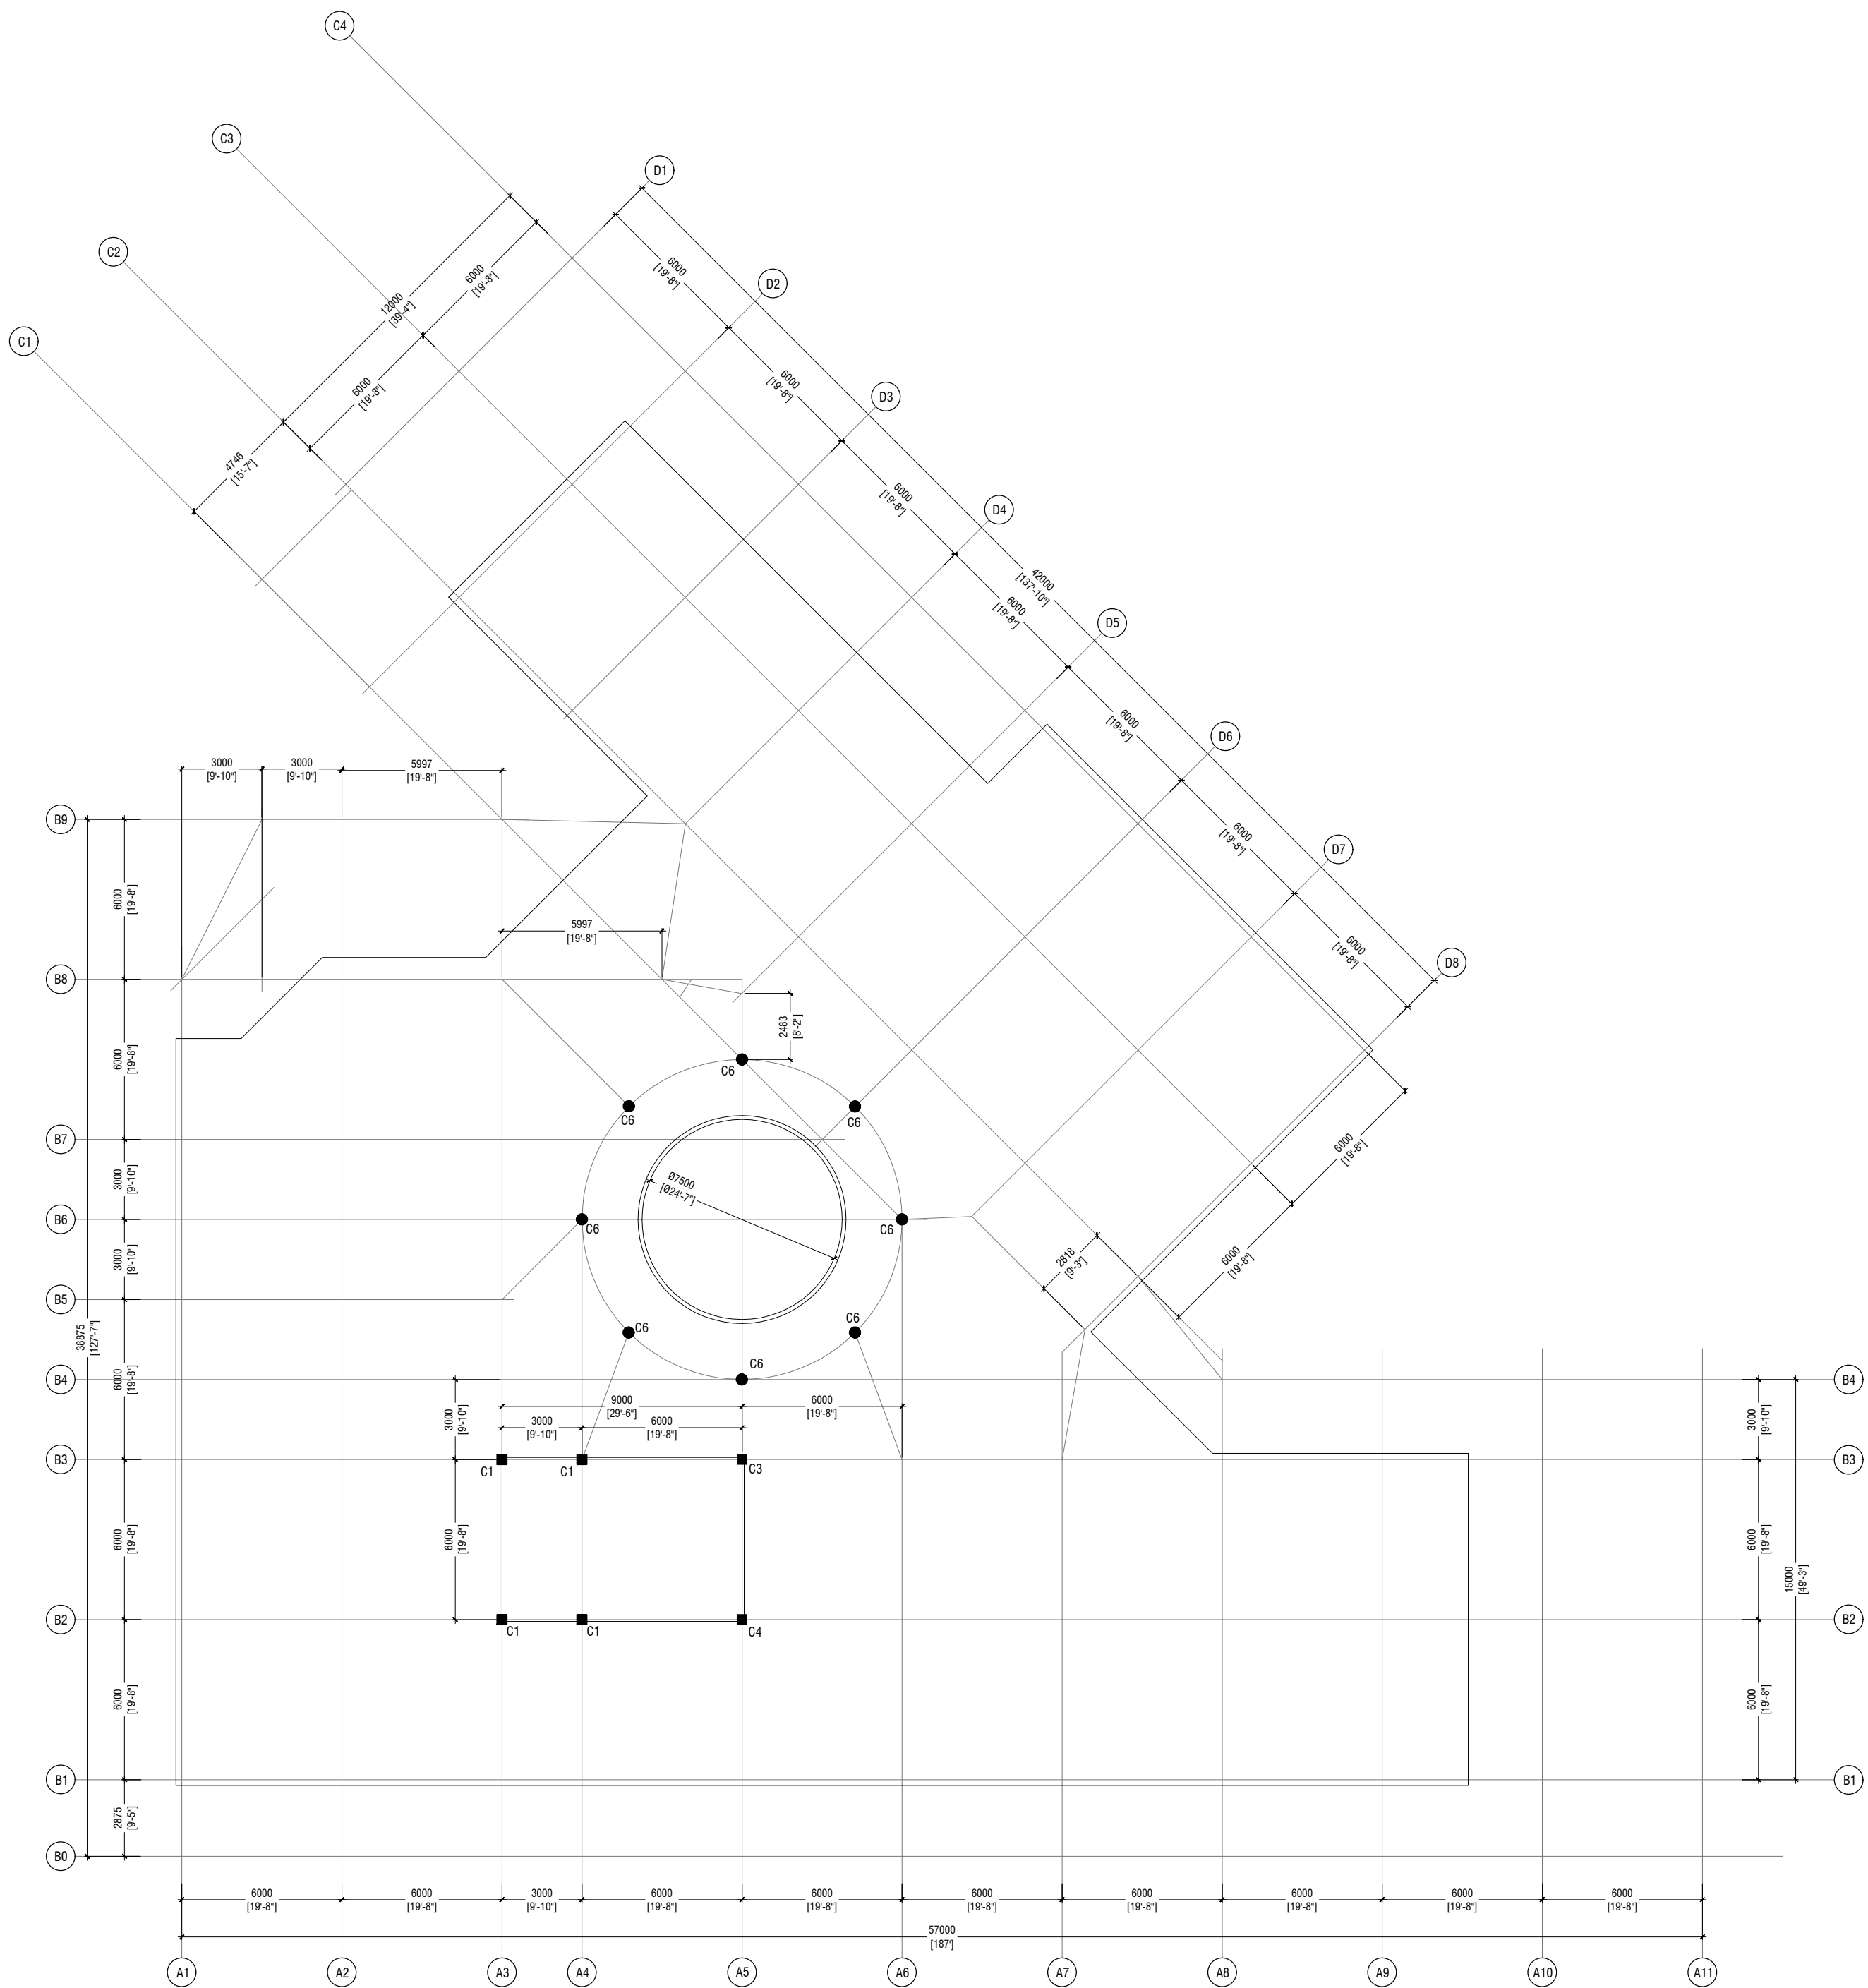 C4
C3
D1
C2
D2
C1
12000
[39'-4"]
6000
[19'-8"]
6000
[19'-8"]
4746
[15'-7"]
6000
[19'-8"]
6000
[19'-8"]
D3
6000
[19'-8"]
D4
42000
[137'-10"]
6000
[19'-8"]
D5
6000
[19'-8"]
D6
6000
[19'-8"]
D7
6000
[19'-8"]
D8
3000
[9'-10"]
3000
[9'-10"]
5997
[19'-8"]
B9
6000
[19'-8"]
5997
[19'-8"]
B8
2483
[8'-2"]
6000
[19'-8"]
C6
C6
C6
B7
3000
[9'-10"]
6000
[19'-8"]
Ø7500
[Ø24'-7"]
B6
C6
C6
3000
[9'-10"]
2818
[9'-3"]
6000
[19'-8"]
B5
38875
[127'-7"]
C6
C6
C6
B4
6000
[19'-8"]
B4
3000
[9'-10"]
9000
[29'-6"]
6000
[19'-8"]
3000
[9'-10"]
6000
[19'-8"]
3000
[9'-10"]
B3
C1
C1
C3
B3
6000
[19'-8"]
6000
[19'-8"]
6000
[19'-8"]
15000
[49'-3"]
B2
C1
C1
C4
B2
6000
[19'-8"]
6000
[19'-8"]
B1
B1
2875
[9'-5"]
B0
6000
[19'-8"]
6000
[19'-8"]
3000
[9'-10"]
6000
[19'-8"]
6000
[19'-8"]
6000
[19'-8"]
6000
[19'-8"]
6000
[19'-8"]
6000
[19'-8"]
6000
[19'-8"]
57000
[187']
A1
A2
A3
A4
A5
A6
A7
A8
A9
A10
A11